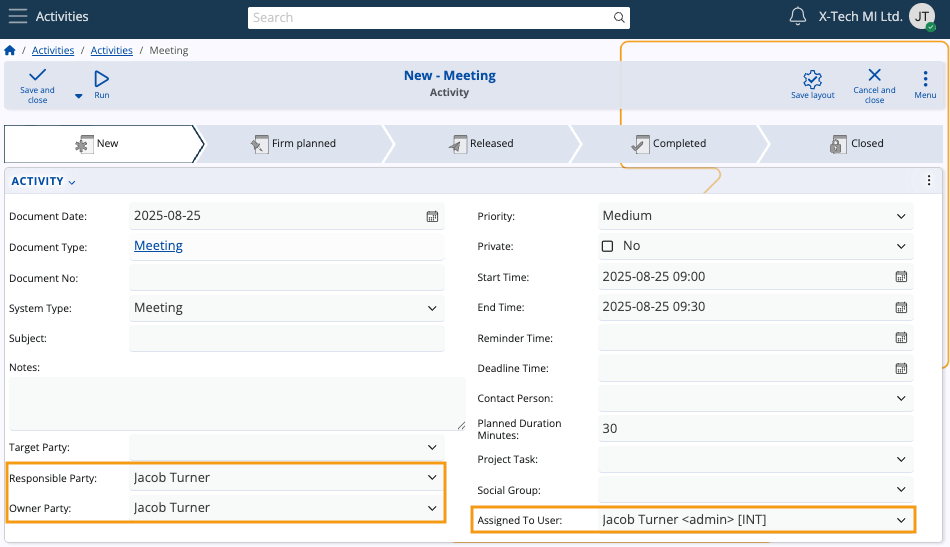 Activities
Search
X-Tech MI Ltd.
JT
/ Activities / Activities / Meeting
Save and close
Run
New - Meeting
Activity
Save layout
Cancel and close
Menu
New
Firm planned
Released
Completed
Closed
ACTIVITY
Document Date: 2025-08-25
Document Type: Meeting
Document No:
System Type: Meeting
Subject:
Notes:
Target Party:
Responsible Party: Jacob Turner
Owner Party: Jacob Turner
Priority: Medium
Private: No
Start Time: 2025-08-25 09:00
End Time: 2025-08-25 09:30
Reminder Time:
Deadline Time:
Contact Person:
Planned Duration
Minutes: 30
Project Task:
Social Group:
Assigned To User: Jacob Turner <admin> [INT]